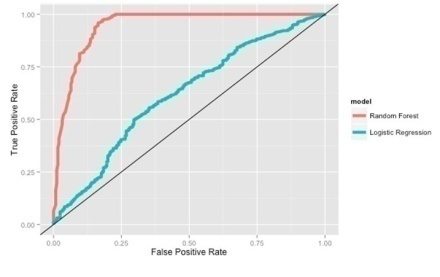 1.00
0.75
0.50
0.25
0.00
True Positive Rate
0.00 0.25 0.50 0.75 1.00
False Positive Rate
model
Random Forest
Logistic Regression